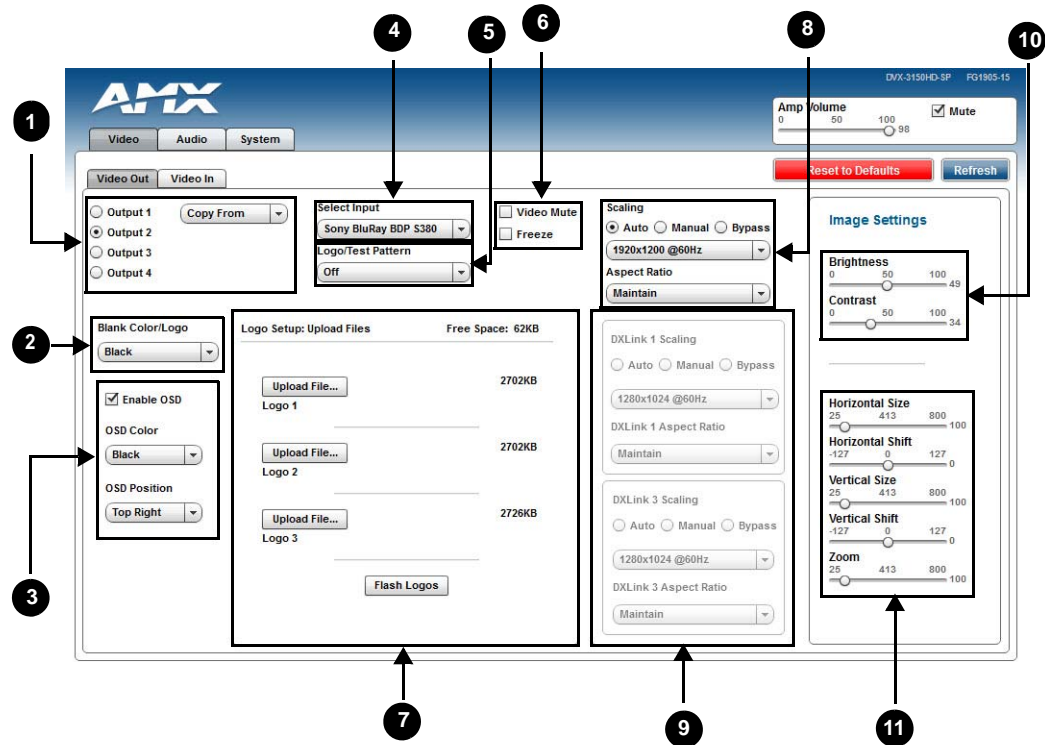 4
5
6
8
10
1
AMX
DVX-3150HD-SP FG1905-15
Amp Volume
0 50 100
98
Mute
Video Audio System
Reset to Defaults Refresh
Video Out Video In
Output 1
Output 2
Output 3
Output 4
Copy From
Select Input
Sony BluRay BDP S380
Logo/Test Pattern
Off
Video Mute
Freeze
Scaling
Auto Manual Bypass
1920x1200 @60Hz
Aspect Ratio
Maintain
Image Settings
Brightness
0 50 100
49
Contrast
0 50 100
34
2
Blank Color/Logo
Black
3
Enable OSD
OSD Color
Black
OSD Position
Top Right
Logo Setup: Upload Files Free Space: 62KB
Upload File... 2702KB
Logo 1
Upload File... 2702KB
Logo 2
Upload File... 2726KB
Logo 3
Flash Logos
DXLink 1 Scaling
Auto Manual Bypass
1280x1024 @60Hz
DXLink 1 Aspect Ratio
Maintain
DXLink 3 Scaling
Auto Manual Bypass
1280x1024 @60Hz
DXLink 3 Aspect Ratio
Maintain
Horizontal Size
25 413 800
100
Horizontal Shift
-127 0 127
0
Vertical Size
25 413 800
100
Vertical Shift
-127 0 127
0
Zoom
25 413 800
100
7
9
11